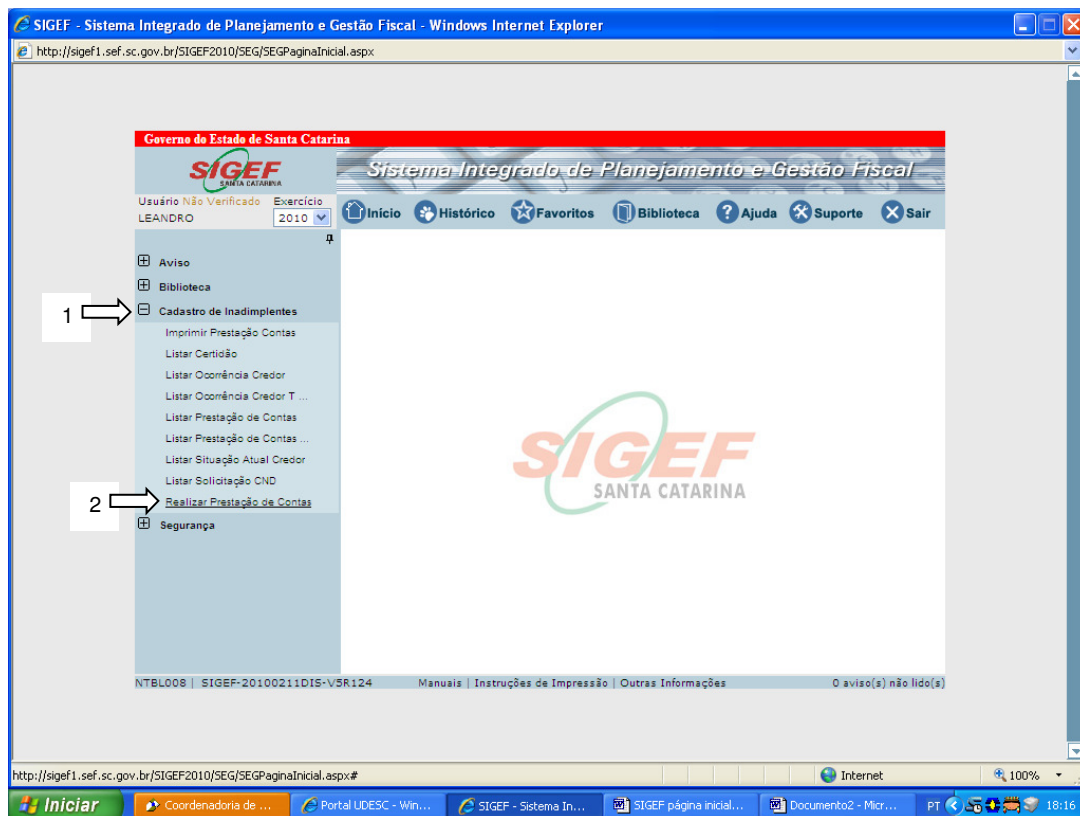 SIGEF - Sistema Integrado de Planejamento e Gestão Fiscal - Windows Internet Explorer
http://sigef1.sef.sc.gov.br/SIGEF2010/SEG/SEGPaginaInicial.aspx
Governo do Estado de Santa Catarina
SIGEF
SANTA CATARINA
Sistema Integrado de Planejamento e Gestão Fiscal
Usuário Não Verificado Exercício
LEANDRO 2010
Início Histórico Favoritos Biblioteca Ajuda Suporte Sair
Aviso
Biblioteca
1
Cadastro de Inadimplentes
Imprimir Prestação Contas
Listar Certidão
Listar Ocorrência Credor
Listar Ocorrência Credor T ...
Listar Prestação de Contas
Listar Prestação de Contas ...
Listar Situação Atual Credor
Listar Solicitação CND
2
Realizar Prestação de Contas
Segurança
SIGEF
SANTA CATARINA
NTBL008 | SIGEF-20100211DIS-V5R124 Manuais | Instruções de Impressão | Outras Informações 0 aviso(s) não lido(s)
http://sigef1.sef.sc.gov.br/SIGEF2010/SEG/SEGPaginaInicial.aspx# Internet 100%
Iniciar Coordenadoria de ... Portal UDESC - Win... SIGEF - Sistema In... SIGEF página inicial... Documento2 - Micr... PT 18:16